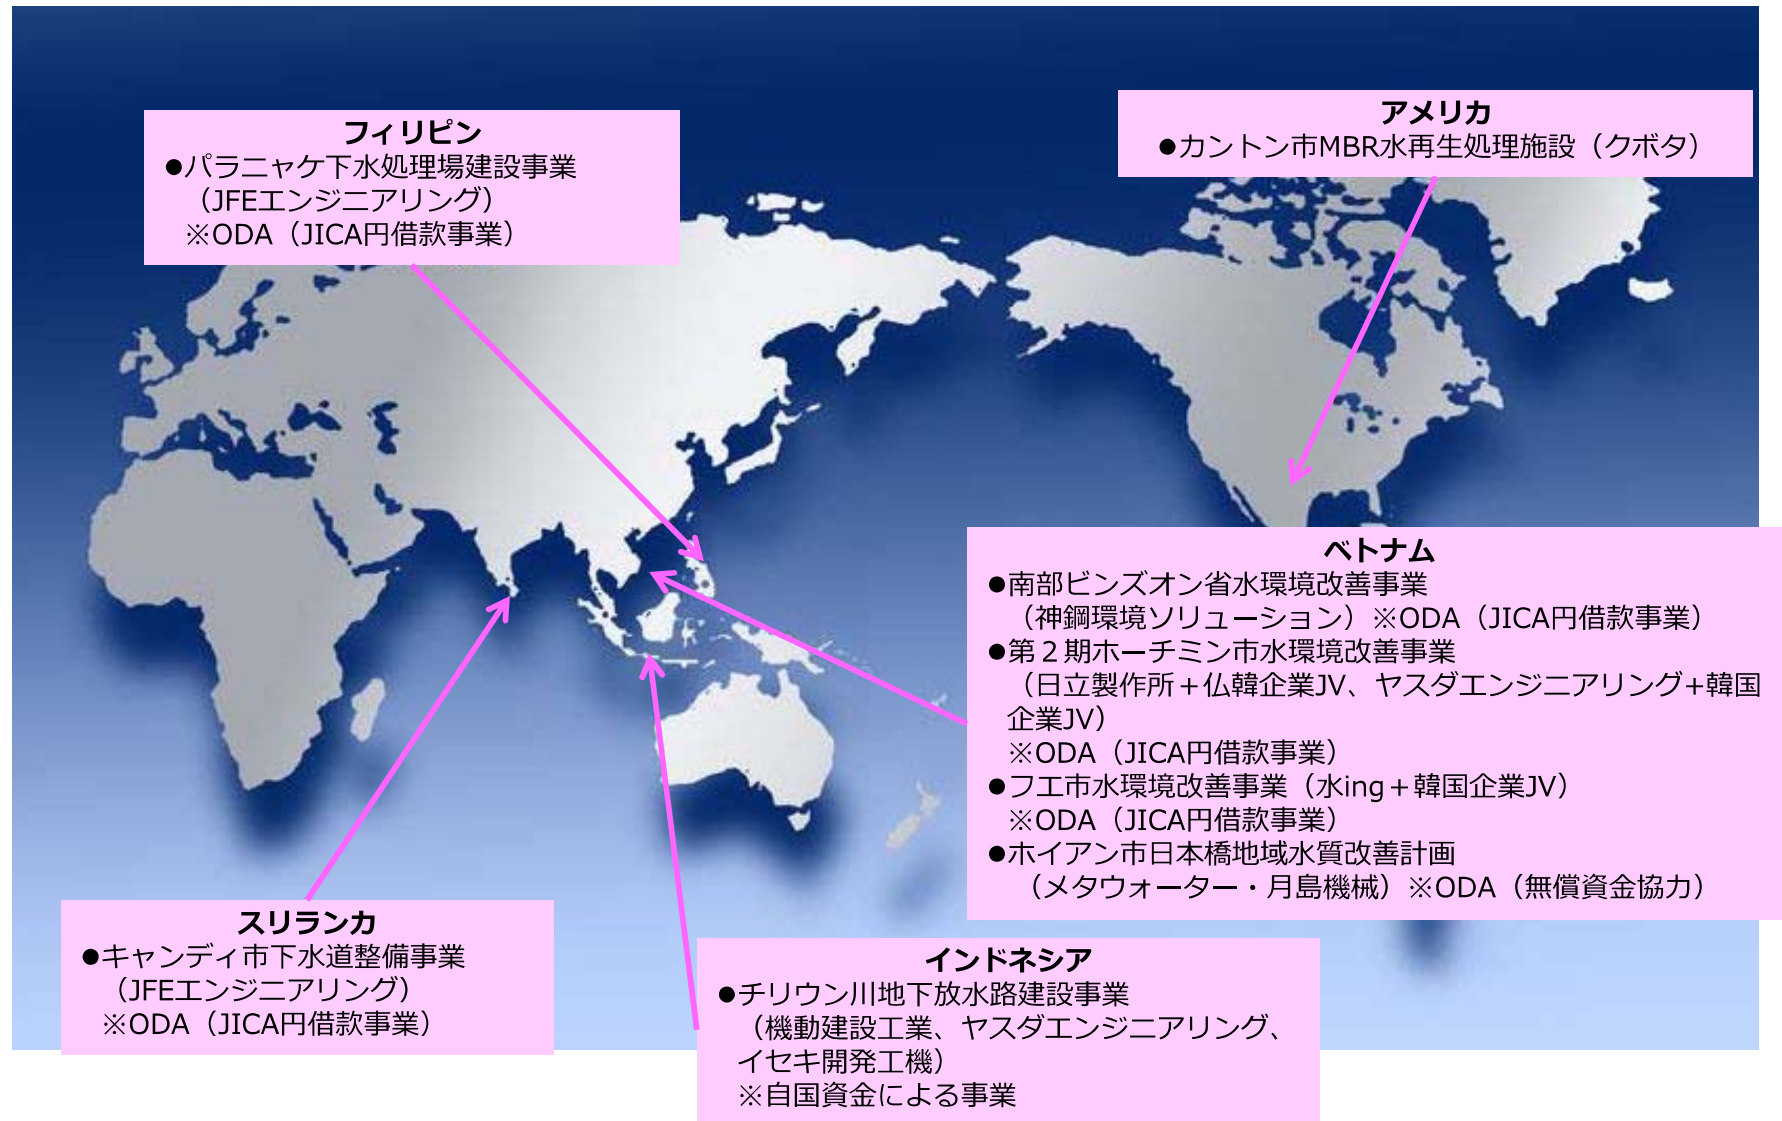 フィリピン
●パラニャケ下水処理場建設事業
（JFEエンジニアリング）
※ODA（JICA円借款事業）
アメリカ
●カントン市MBR水再生処理施設（クボタ）
ベトナム
●南部ビンズオン省水環境改善事業
（神鋼環境ソリューション）※ODA（JICA円借款事業）
●第２期ホーチミン市水環境改善事業
（日立製作所＋仏韓企業JV、ヤスダエンジニアリング+韓国
企業JV）
※ODA（JICA円借款事業）
●フエ市水環境改善事業（水ing＋韓国企業JV）
※ODA（JICA円借款事業）
●ホイアン市日本橋地域水質改善計画
（メタウォーター・月島機械）※ODA（無償資金協力）
スリランカ
●キャンディ市下水道整備事業
（JFEエンジニアリング）
※ODA（JICA円借款事業）
インドネシア
●チリウン川地下放水路建設事業
（機動建設工業、ヤスダエンジニアリング、
イセキ開発工機）
※自国資金による事業